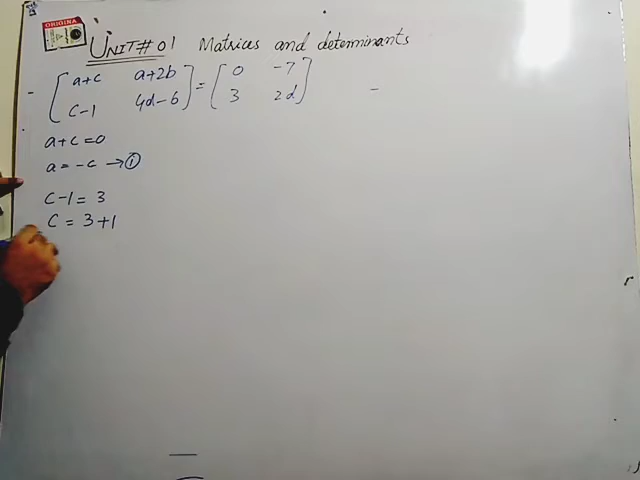 ORIGINA
UNIT # 01 Matrices and determinants
[a+c a+2b] = [0 -7]
[c-1 4d-6] [3 2d]
a+c=0
a = -c → ①
c-1 = 3
c = 3+1